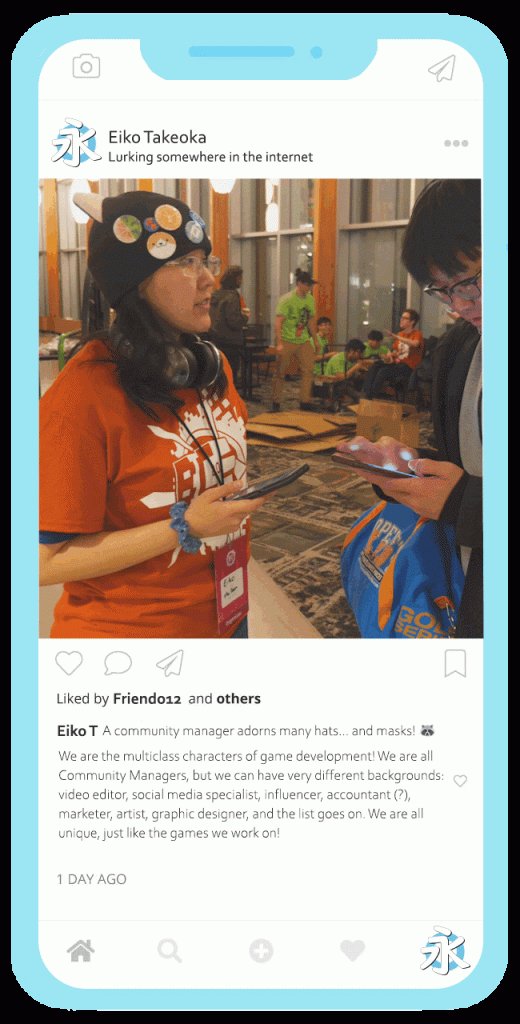 永
Eiko Takeoka
Lurking somewhere in the internet
Liked by Friendo12 and others
Eiko T A community manager adorns many hats... and masks! 🦝
We are the multiclass characters of game development! We are all
Community Managers, but we can have very different backgrounds:
video editor, social media specialist, influencer, accountant (?),
marketer, artist, graphic designer, and the list goes on. We are all
unique, just like the games we work on!
1 DAY AGO
永